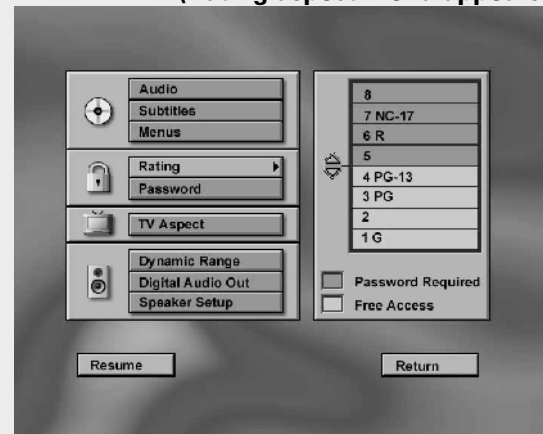 Audio
Subtitles
Menus
Rating
Password
TV Aspect
Dynamic Range
Digital Audio Out
Speaker Setup
8
7 NC-17
6 R
5
4 PG-13
3 PG
2
1 G
Password Required
Free Access
Resume
Return